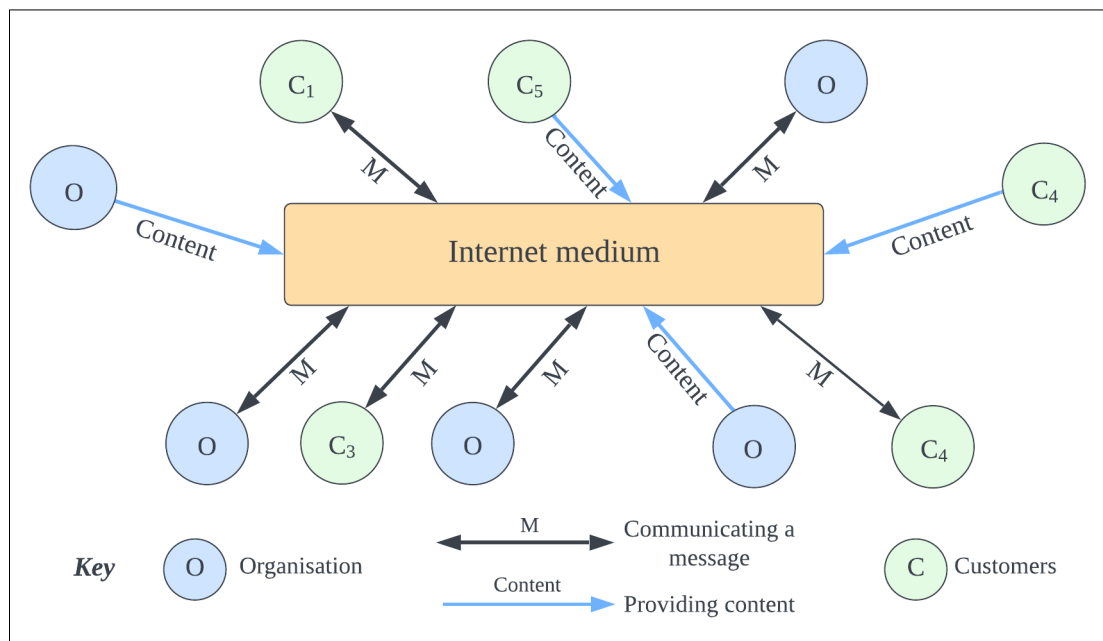 C₁
C₅
O
O
C₄
M
Content
M
Content
Content
Internet medium
M
M
M
Content
M
O
C₃
O
O
C₄
Key
O
Organisation
M
Communicating a
message
Content
Providing content
C
Customers